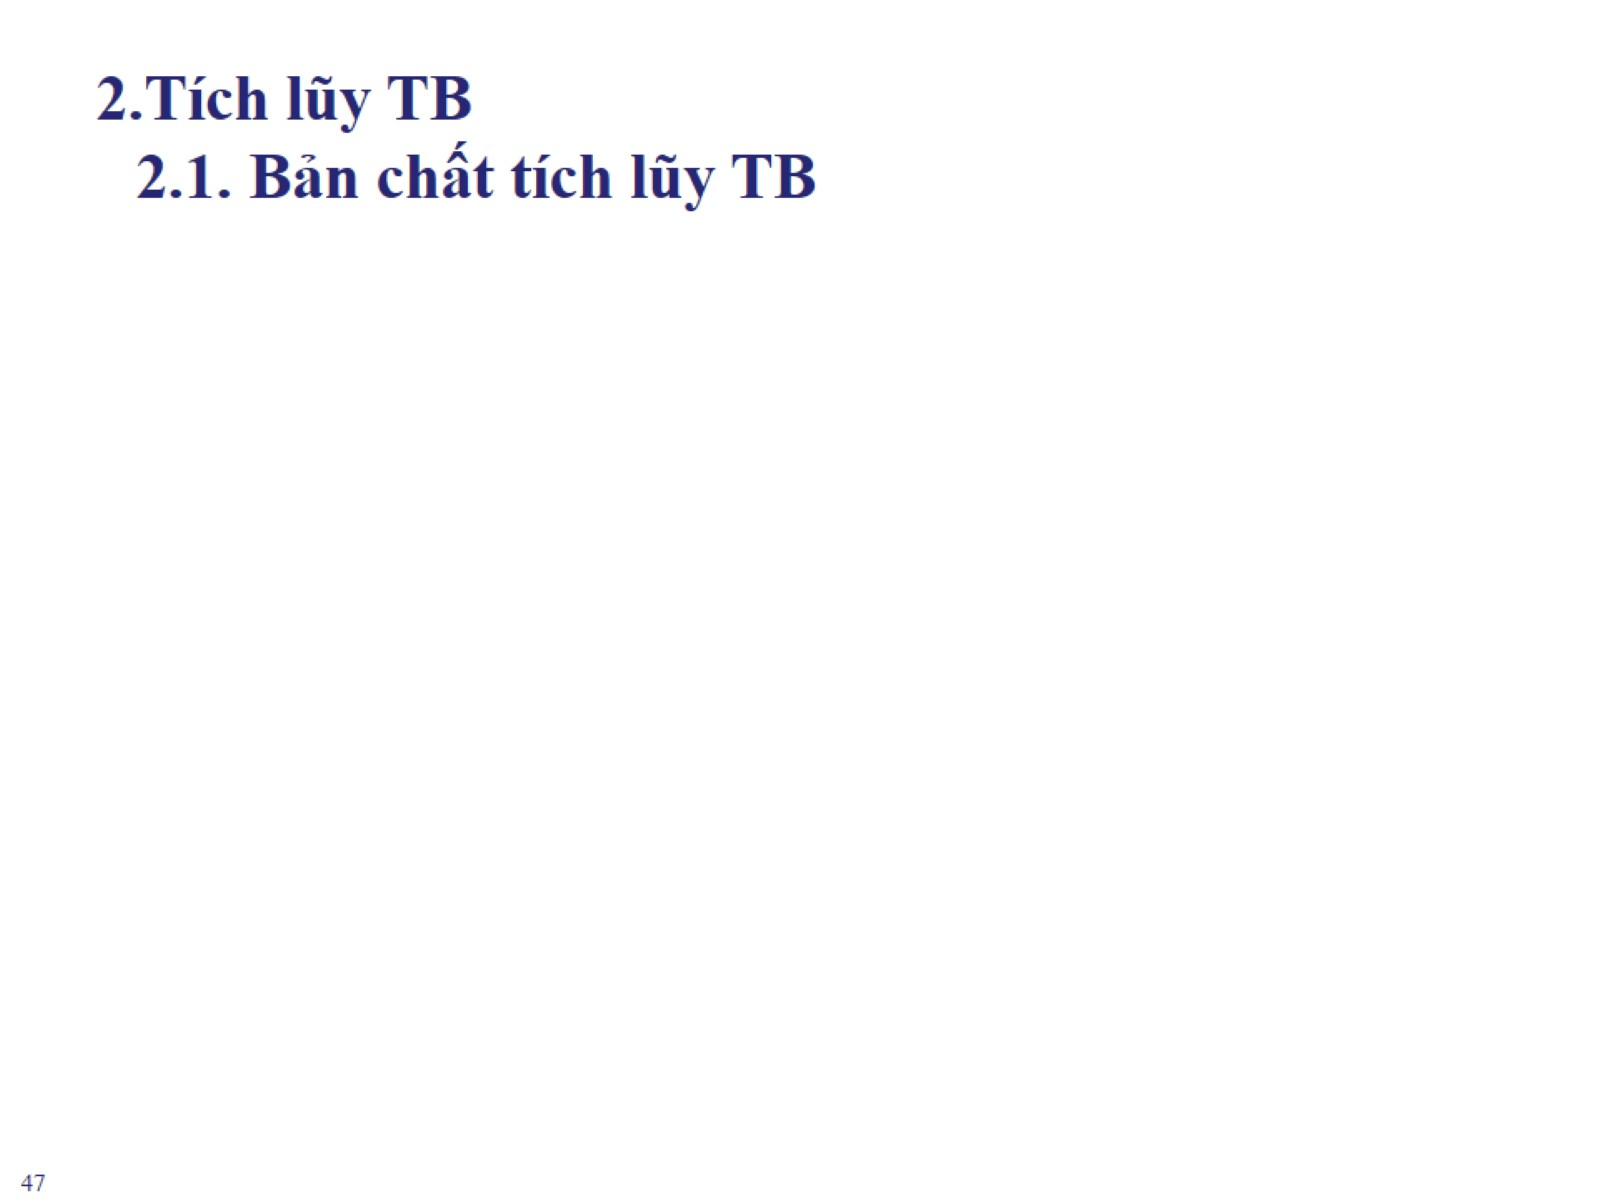 2.Tích lũy TB
2.1. Bản chất tích lũy TB
47